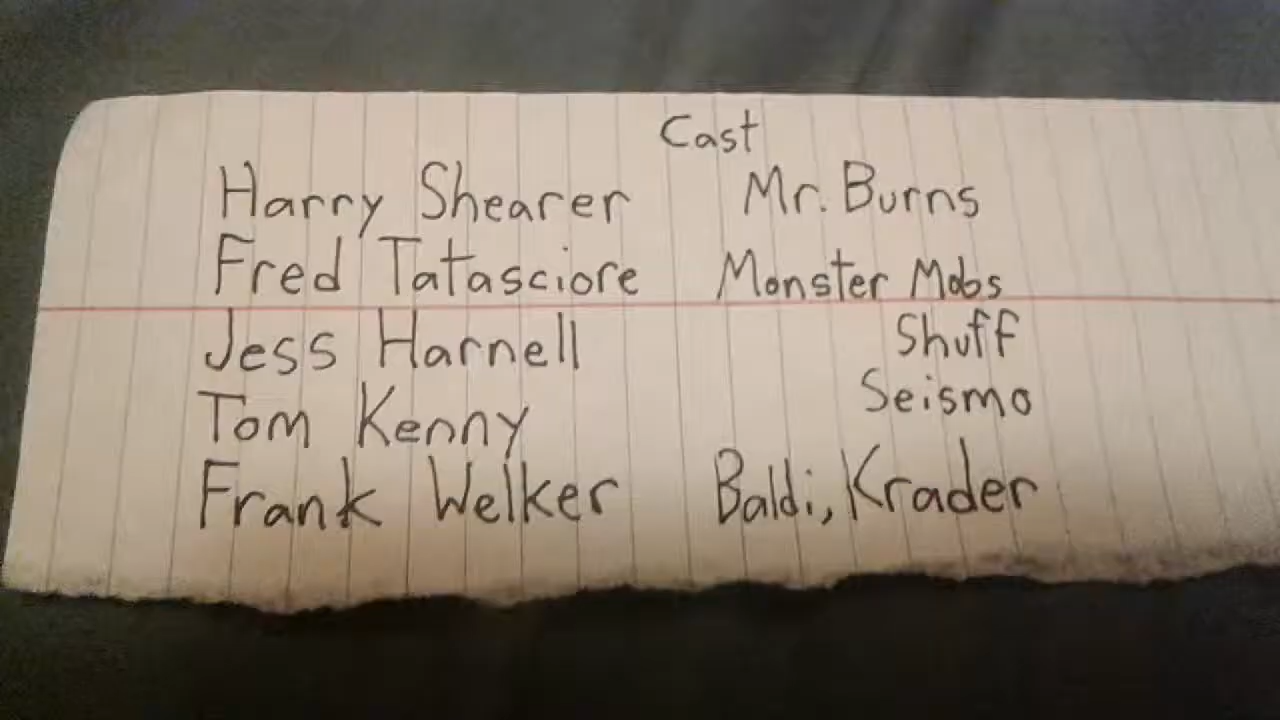 Cast
Harry Shearer Mr. Burns
Fred Tatasciore Monster Mobs
Jess Harnell Shuff
Tom Kenny Seismo
Frank Welker Baldi, Krader